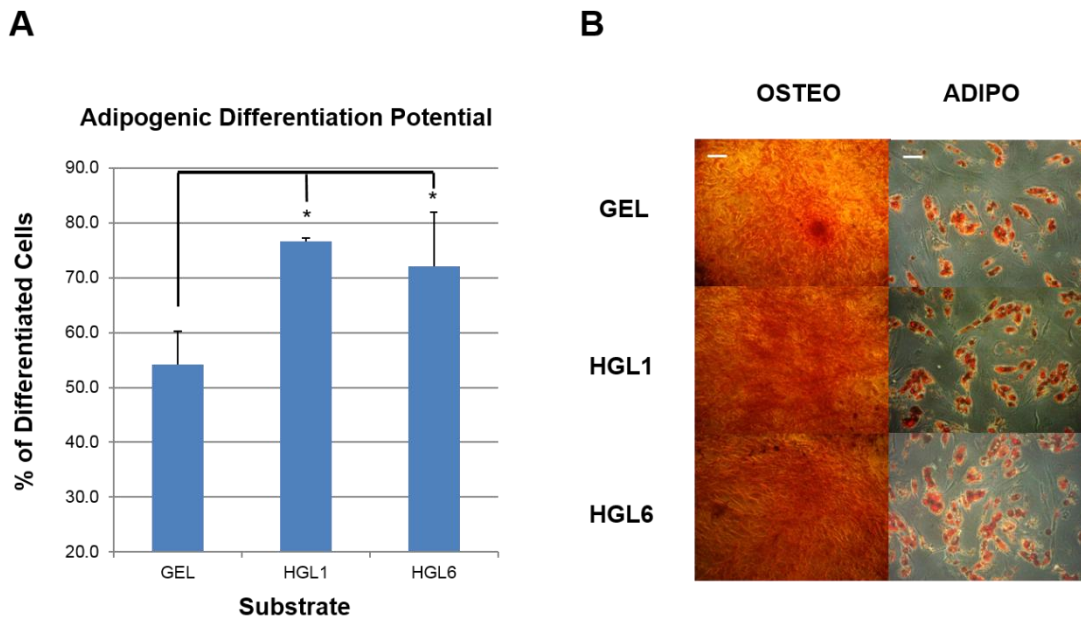 A
Adipogenic Differentiation Potential
% of Differentiated Cells
90.0
80.0
70.0
60.0
50.0
40.0
30.0
20.0
*
*
GEL HGL1 HGL6
Substrate
B
OSTEO ADIPO
GEL
HGL1
HGL6